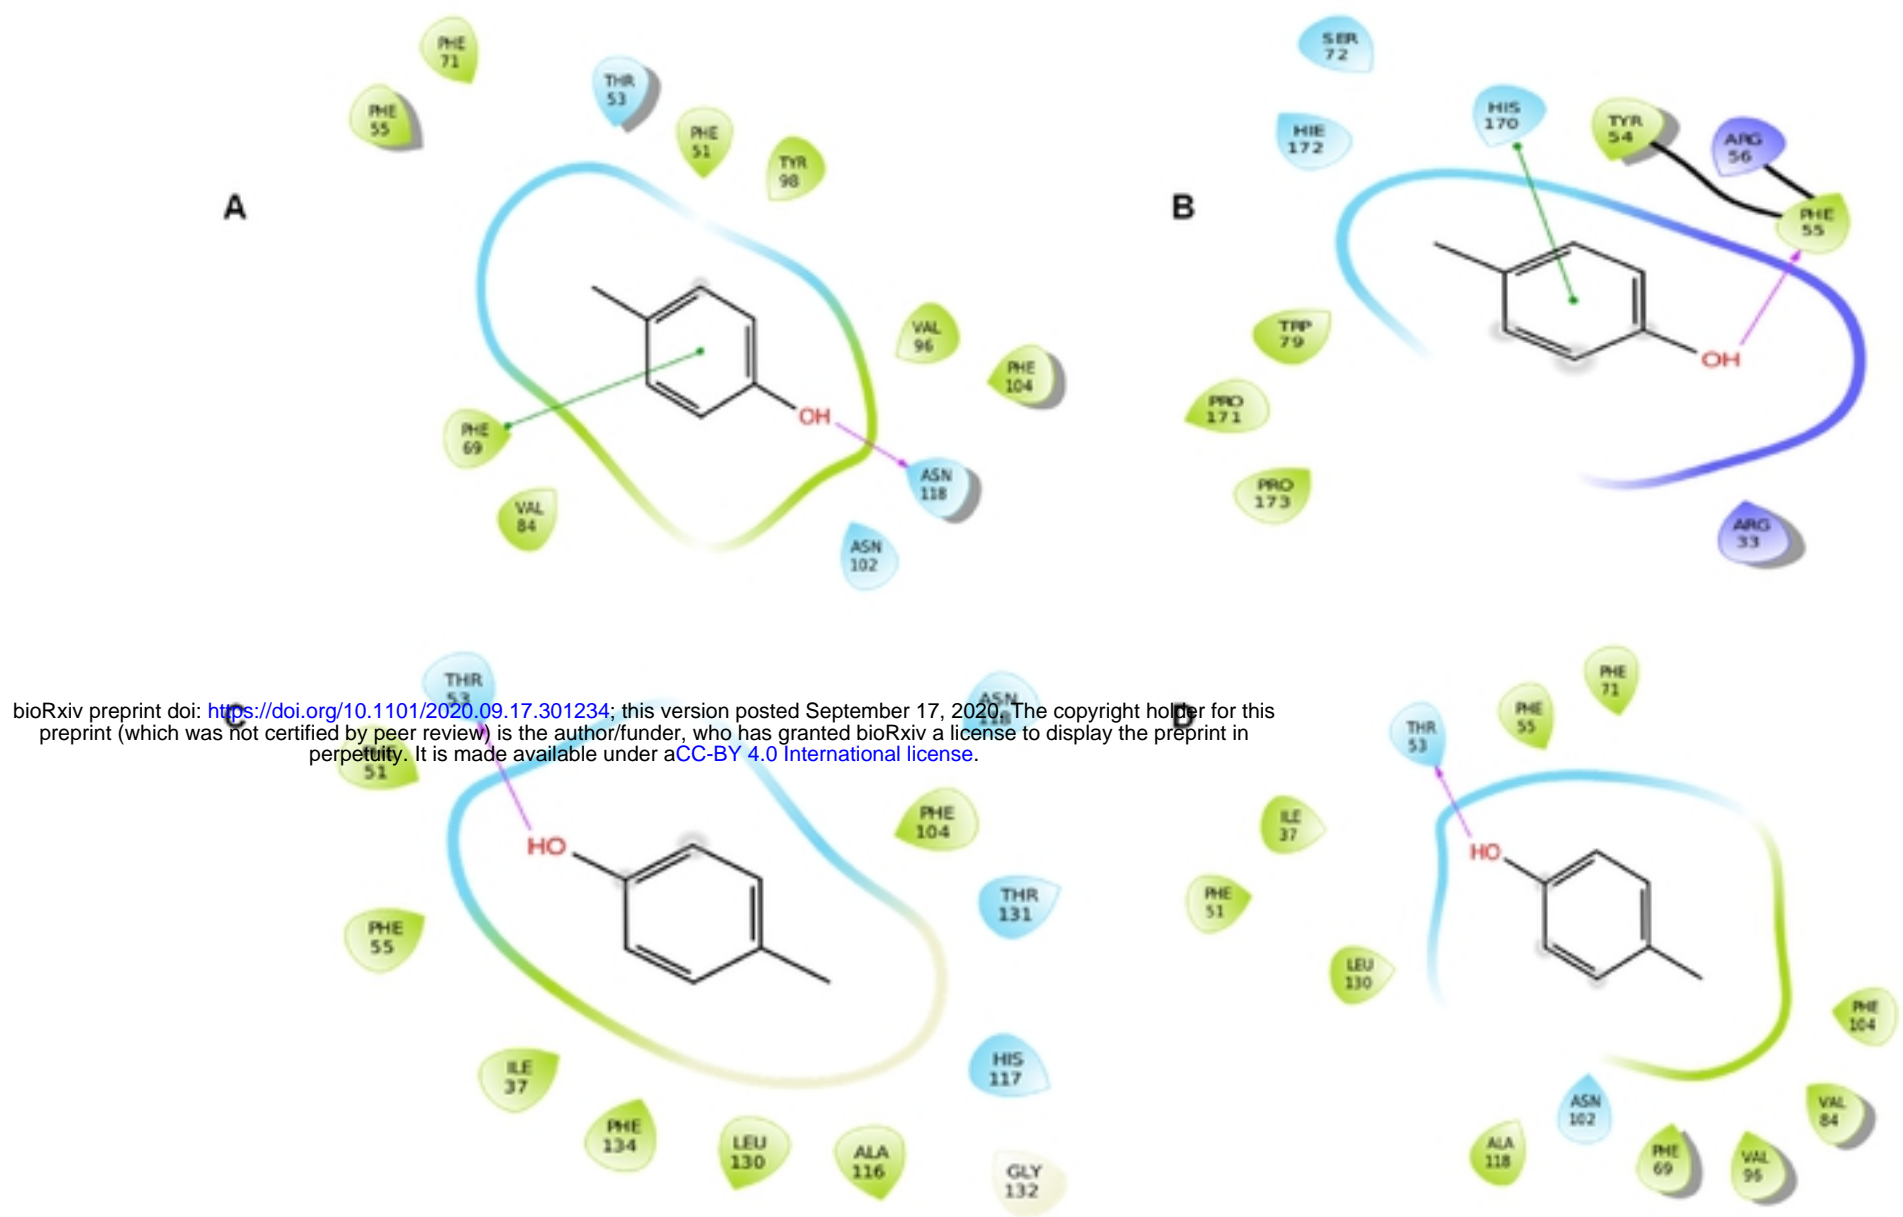 PHE
71
PHE
55
THR
53
PHE
51
TYR
98
A
VAL
96
PHE
104
PHE
69
OH
ASN
118
VAL
84
ASN
102
SER
72
HIS
170
HIE
172
TYR
54
ARG
56
B
PHE
55
TRP
79
OH
PRO
171
PRO
173
ARG
33
THR
53
C
ASN
118
D
bioRxiv preprint doi: https://doi.org/10.1101/2020.09.17.301234; this version posted September 17, 2020. The copyright holder for this
preprint (which was not certified by peer review) is the author/funder, who has granted bioRxiv a license to display the preprint in
perpetuity. It is made available under aCC-BY 4.0 International license.
51
PHE
104
HO
THR
131
PHE
55
ILE
37
HIS
117
PHE
134
LEU
130
ALA
116
GLY
132
PHE
71
PHE
55
THR
53
ILE
37
HO
PHE
51
LEU
130
PHE
104
ASN
102
VAL
84
ALA
118
PHE
69
VAL
96